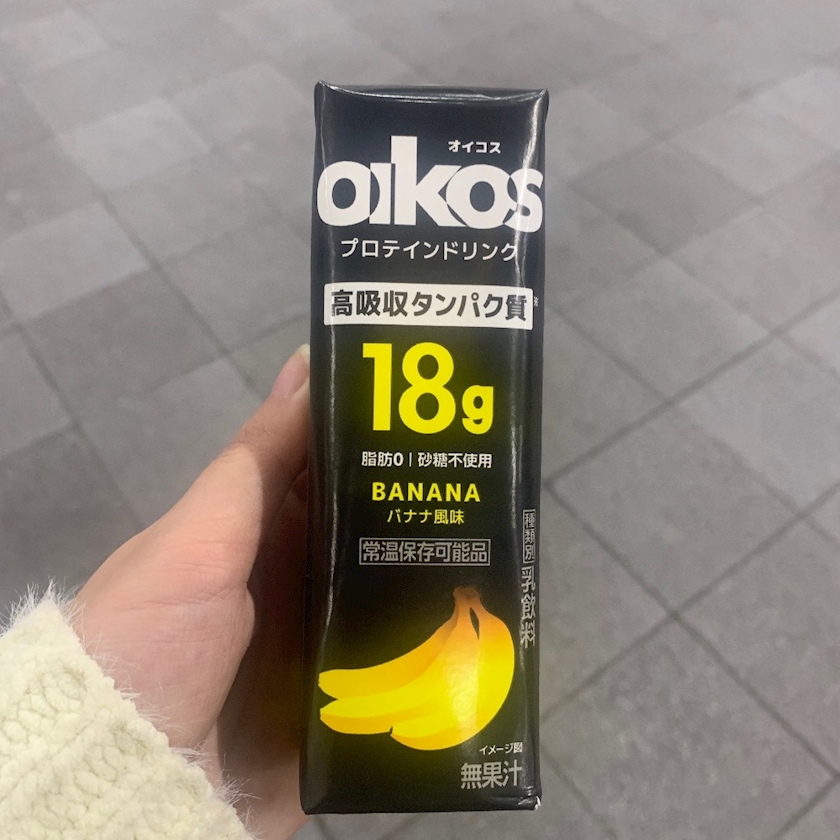 オイコス
oikos
プロテインドリンク
高吸収タンパク質※
18g
脂肪0 | 砂糖不使用
BANANA
バナナ風味
常温保存可能品
種類別 乳飲料
イメージ図
無果汁